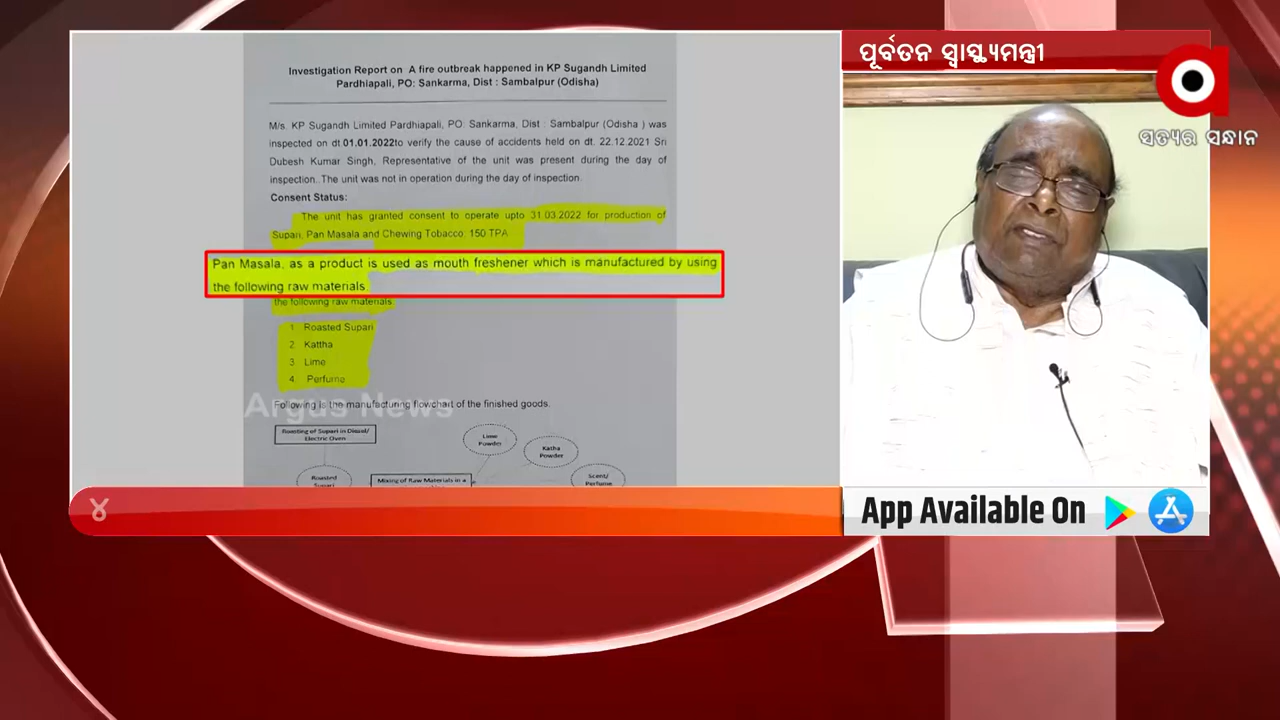 Investigation Report on A fire outbreak happened in KP Sugandh Limited
Pardhiapali, PO: Sankarma, Dist : Sambalpur (Odisha)
M/s. KP Sugandh Limited Pardhiapali, PO: Sankarma, Dist : Sambalpur (Odisha ) was
inspected on dt 01.01.2022to verify the cause of accidents held on dt. 22.12.2021 Sri
Dubesh Kumar Singh, Representative of the unit was present during the day of
inspection. The unit was not in operation during the day of inspection.
Consent Status:
The unit has granted consent to operate upto 31.03.2022 for production of
Supari, Pan Masala and Chewing Tobacco, 150 TPA
Pan Masala, as a product is used as mouth freshener which is manufactured by using
the following raw materials.
the following raw materials.
1. Roasted Supari
2. Kattha
3. Lime
4. Perfume
Argus News
Following is the manufacturing flowchart of the finished goods.
Roasting of Supari in Diesel/
Electric Oven
Lime
Powder
Katha
Powder
Roasted
Supari
Mixing of Raw Materials in a
Scent/
Perfume
ପୂର୍ବତନ ସ୍ୱାସ୍ଥ୍ୟମନ୍ତ୍ରୀ
ସତ୍ୟର ସନ୍ଧାନ
ଏ
App Available On